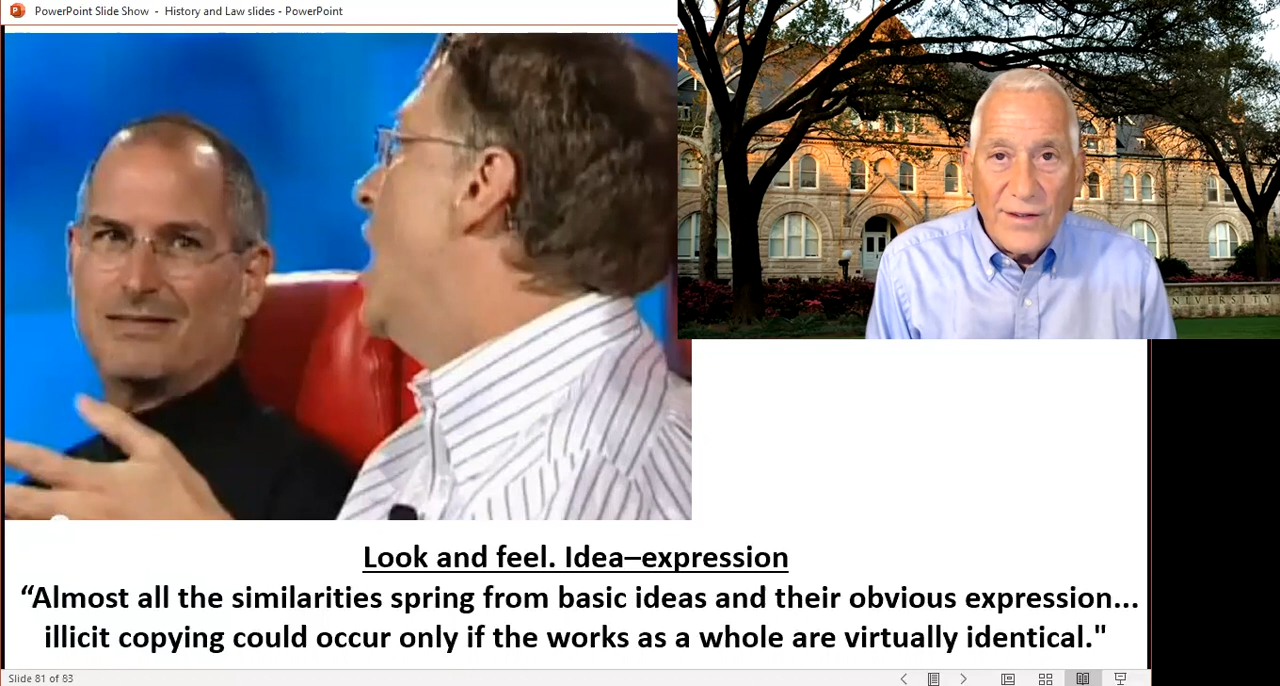 PowerPoint Slide Show - History and Law slides - PowerPoint
NIVERSITY
Look and feel. Idea–expression
“Almost all the similarities spring from basic ideas and their obvious expression...
illicit copying could occur only if the works as a whole are virtually identical."
Slide 81 of 83